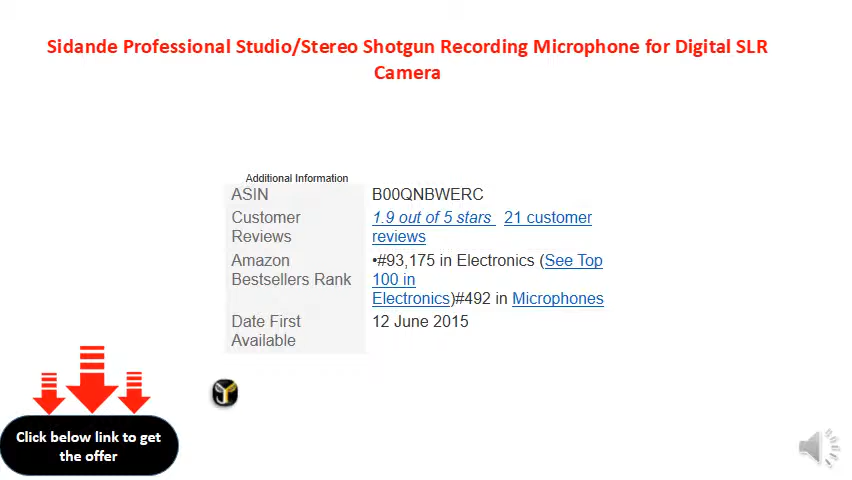 Sidande Professional Studio/Stereo Shotgun Recording Microphone for Digital SLR
Camera
Additional Information
ASIN B00QNBWERC
Customer 1.9 out of 5 stars 21 customer
Reviews reviews
Amazon •#93,175 in Electronics (See Top
Bestsellers Rank 100 in
Electronics)#492 in Microphones
Date First 12 June 2015
Available
Click below link to get
the offer